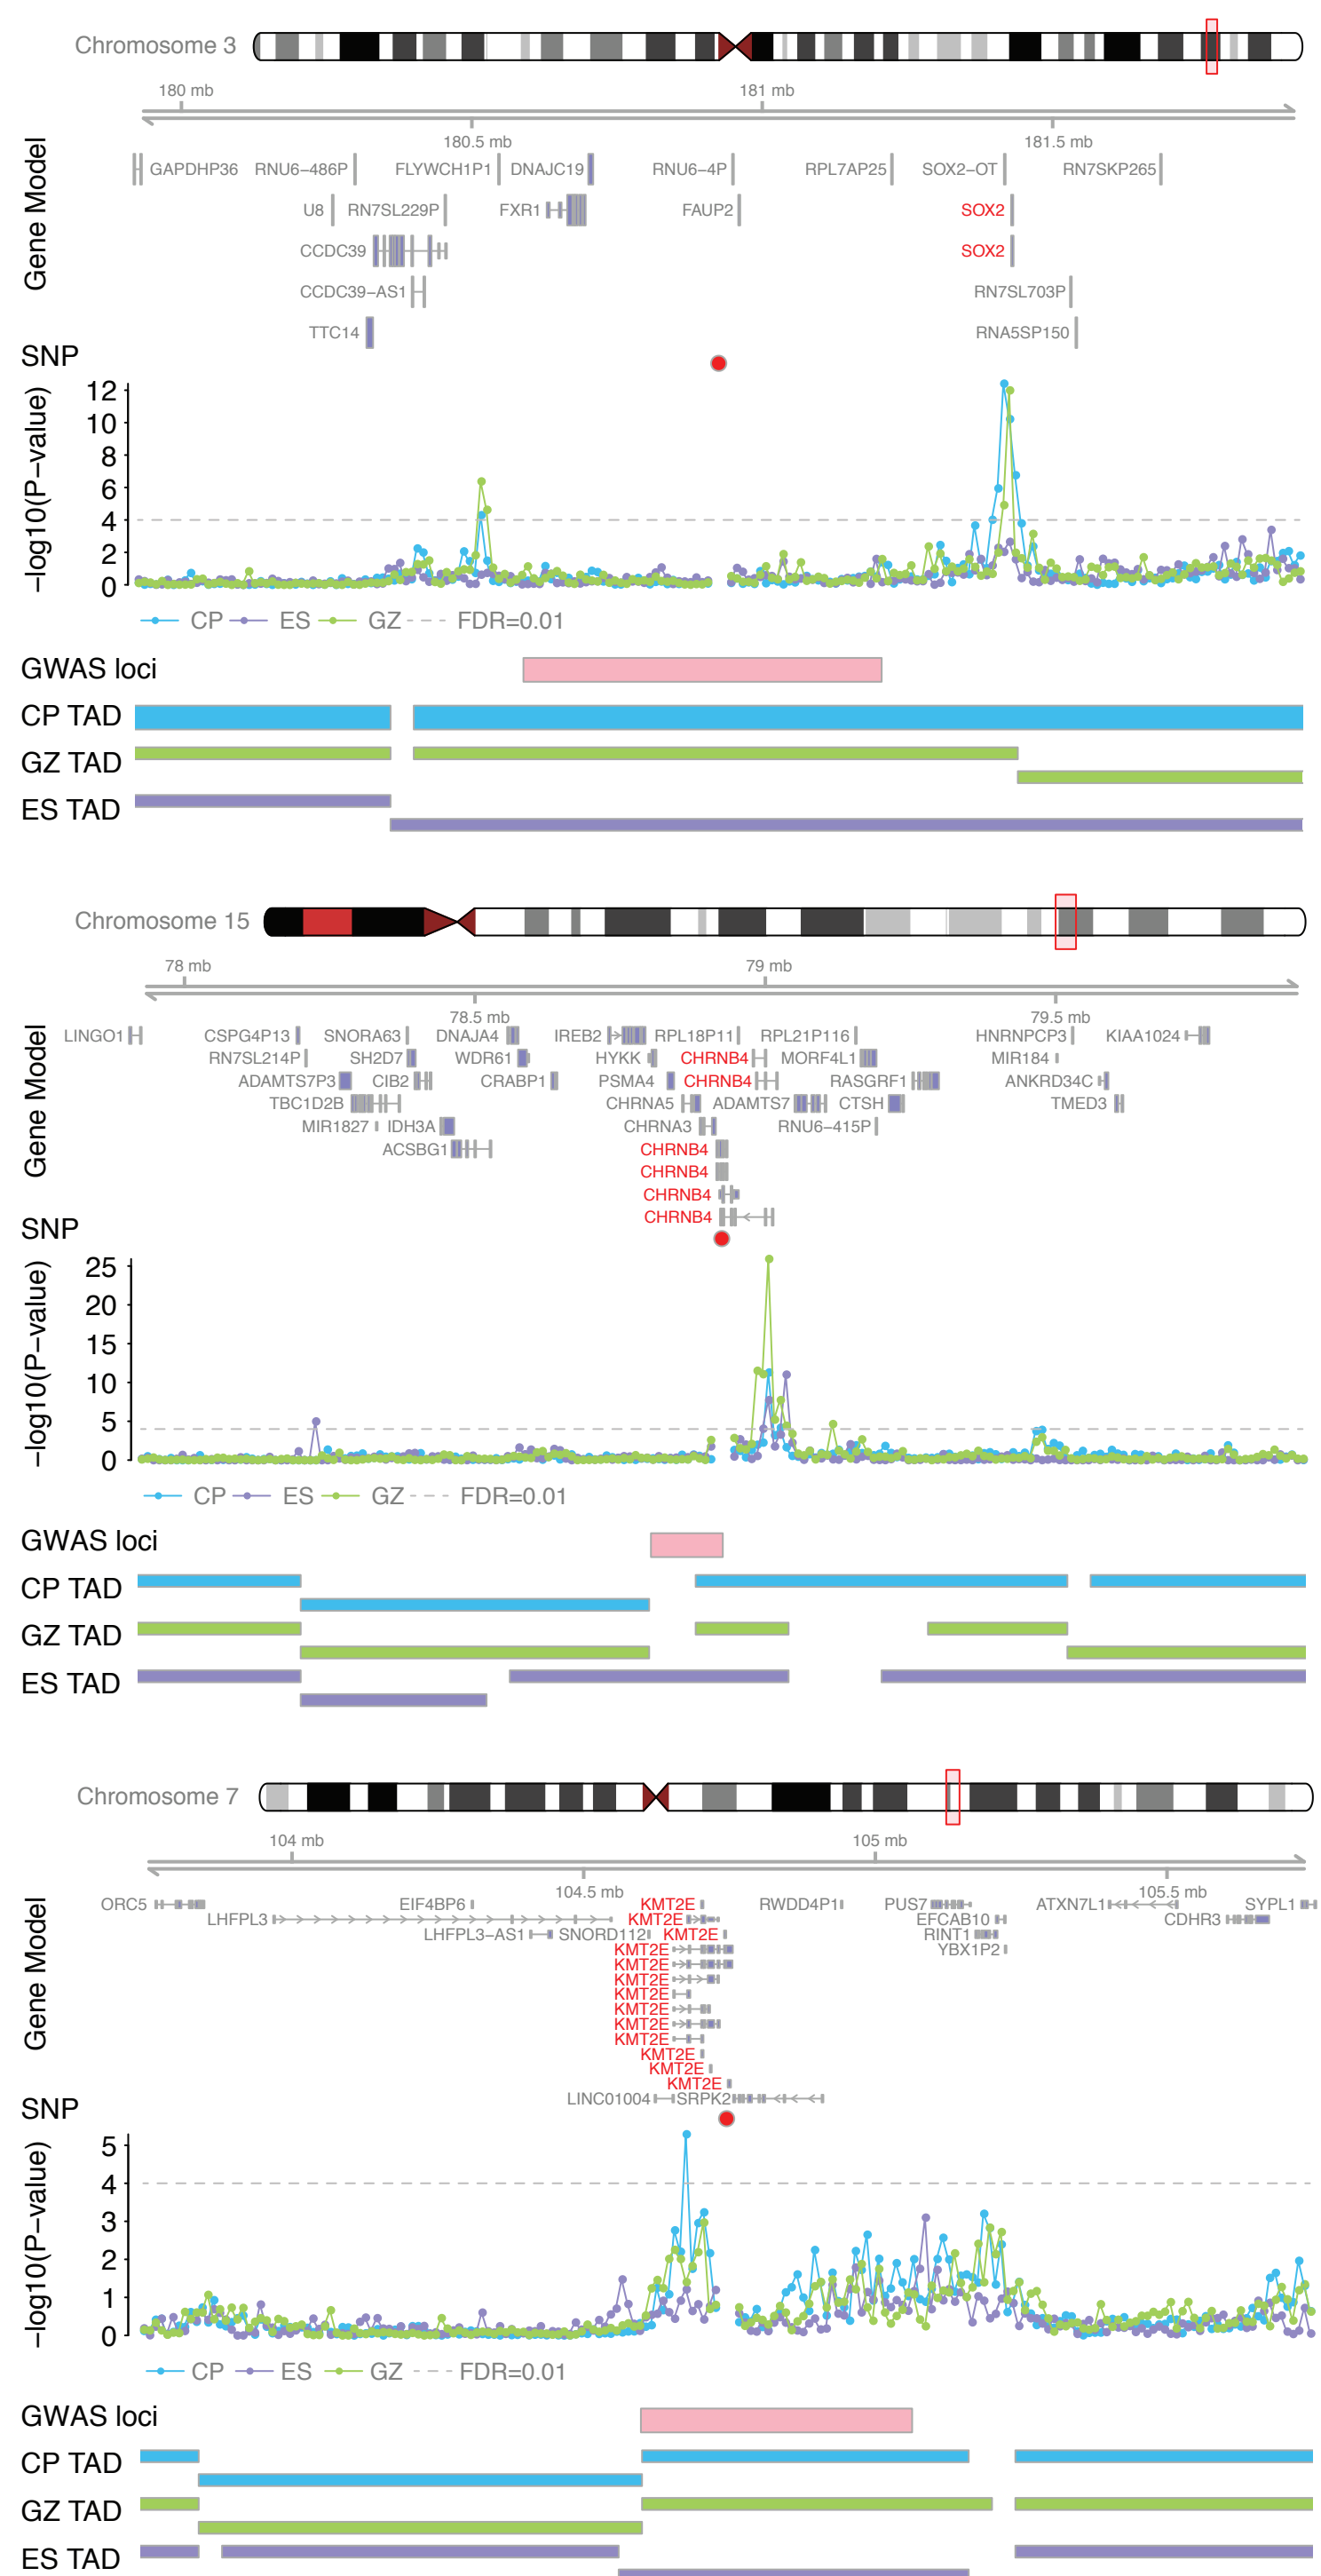 Chromosome 3
180 mb 181 mb
180.5 mb 181.5 mb
Gene Model
GAPDHP36 RNU6−486P FLYWCH1P1 DNAJC19 RNU6−4P RPL7AP25 SOX2−OT RN7SKP265
U8 RN7SL229P FXR1 FAUP2 SOX2
CCDC39 SOX2
CCDC39−AS1 RN7SL703P
TTC14 RNA5SP150
SNP
−log10(P−value)
12
10
8
6
4
2
0
CP ES GZ FDR=0.01
GWAS loci
CP TAD
GZ TAD
ES TAD
Chromosome 15
78 mb 79 mb
78.5 mb 79.5 mb
Gene Model
LINGO1 CSPG4P13 SNORA63 DNAJA4 IREB2 RPL18P11 RPL21P116 HNRNPCP3 KIAA1024
RN7SL214P SH2D7 WDR61 HYKK CHRNB4 MORF4L1 MIR184
ADAMTS7P3 CIB2 CRABP1 PSMA4 CHRNB4 RASGRF1 ANKRD34C
TBC1D2B CHRNA5 ADAMTS7 CTSH TMED3
MIR1827 IDH3A CHRNA3 RNU6−415P
ACSBG1 CHRNB4
CHRNB4
CHRNB4
CHRNB4
SNP
−log10(P−value)
25
20
15
10
5
0
CP ES GZ FDR=0.01
GWAS loci
CP TAD
GZ TAD
ES TAD
Chromosome 7
104 mb 105 mb
104.5 mb 105.5 mb
Gene Model
ORC5 EIF4BP6 KMT2E RWDD4P1 PUS7 ATXN7L1 SYPL1
LHFPL3 KMT2E EFCAB10 CDHR3
LHFPL3−AS1 SNORD112 KMT2E RINT1
KMT2E YBX1P2
KMT2E
KMT2E
KMT2E
KMT2E
KMT2E
KMT2E
KMT2E
KMT2E
KMT2E
LINC01004 SRPK2
SNP
−log10(P−value)
5
4
3
2
1
0
CP ES GZ FDR=0.01
GWAS loci
CP TAD
GZ TAD
ES TAD